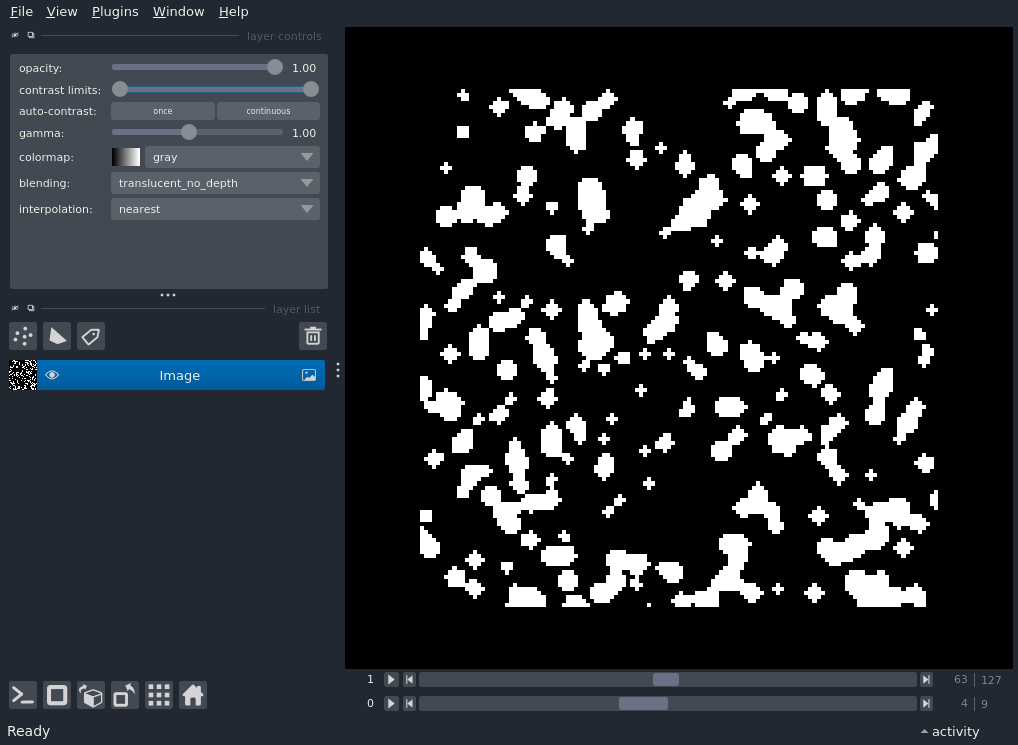 File View Plugins Window Help
layer controls
opacity: 1.00
contrast limits:
auto-contrast: once continuous
gamma: 1.00
colormap: gray
blending: translucent_no_depth
interpolation: nearest
layer list
Image
1 63 127
0 4 9
Ready activity